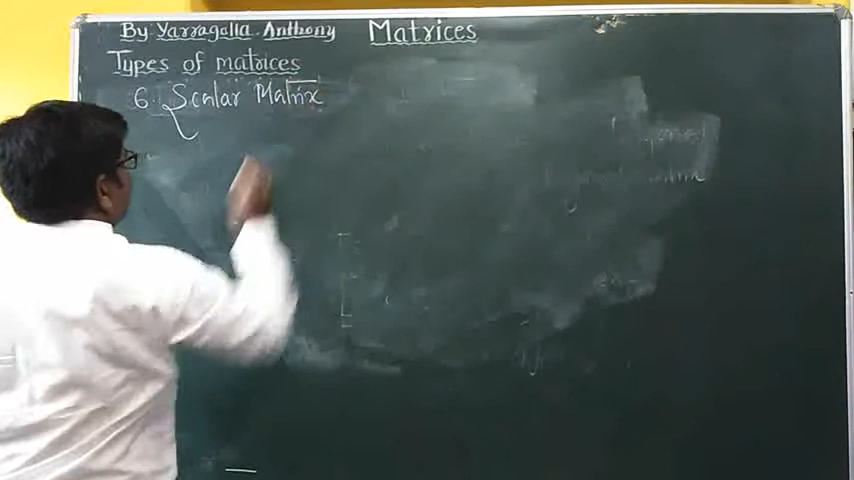 By Yarragalla Anthony Matrices
Types of matrices
6. Scalar Matrix